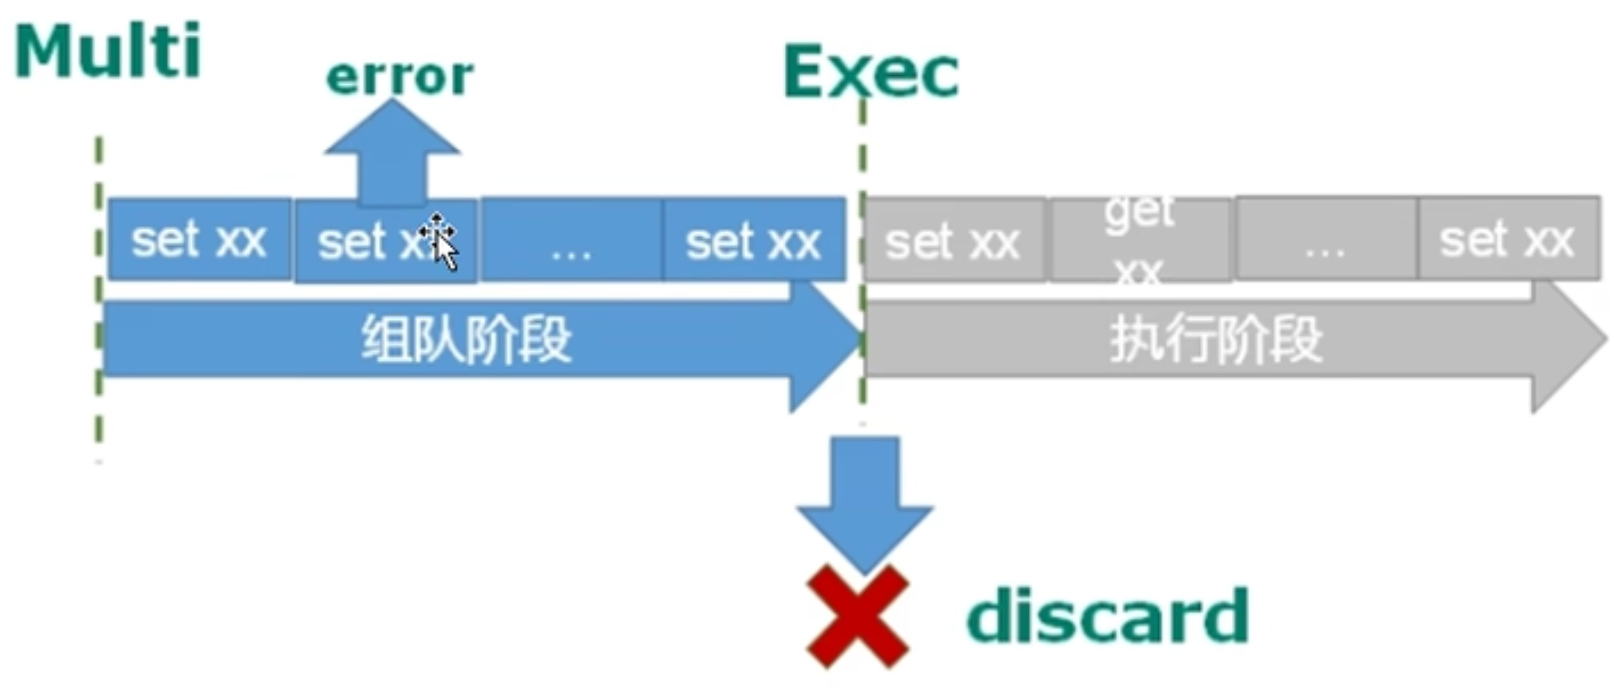 Multi
error
Exec
set xx
set
...
set xx
set xx
get
xx
...
set xx
组队阶段
执行阶段
discard